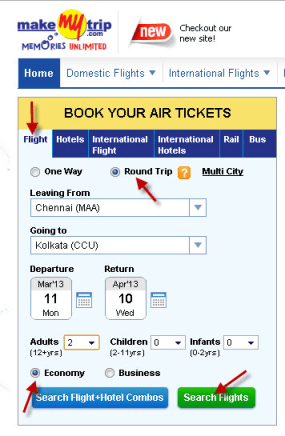 make my trip .com
MEMORIES UNLIMITED
new
Checkout our
new site!
Home Domestic Flights International Flights
BOOK YOUR AIR TICKETS
Flight Hotels International Flight International Hotels Rail Bus
One Way Round Trip ? Multi City
Leaving From
Chennai (MAA)
Going to
Kolkata (CCU)
Departure Return
Mar'13 Apr'13
11 10
Mon Wed
Adults 2 Children 0 Infants 0
(12+yrs) (2-11yrs) (0-2yrs)
Economy Business
Search Flight+Hotel Combos Search Flights